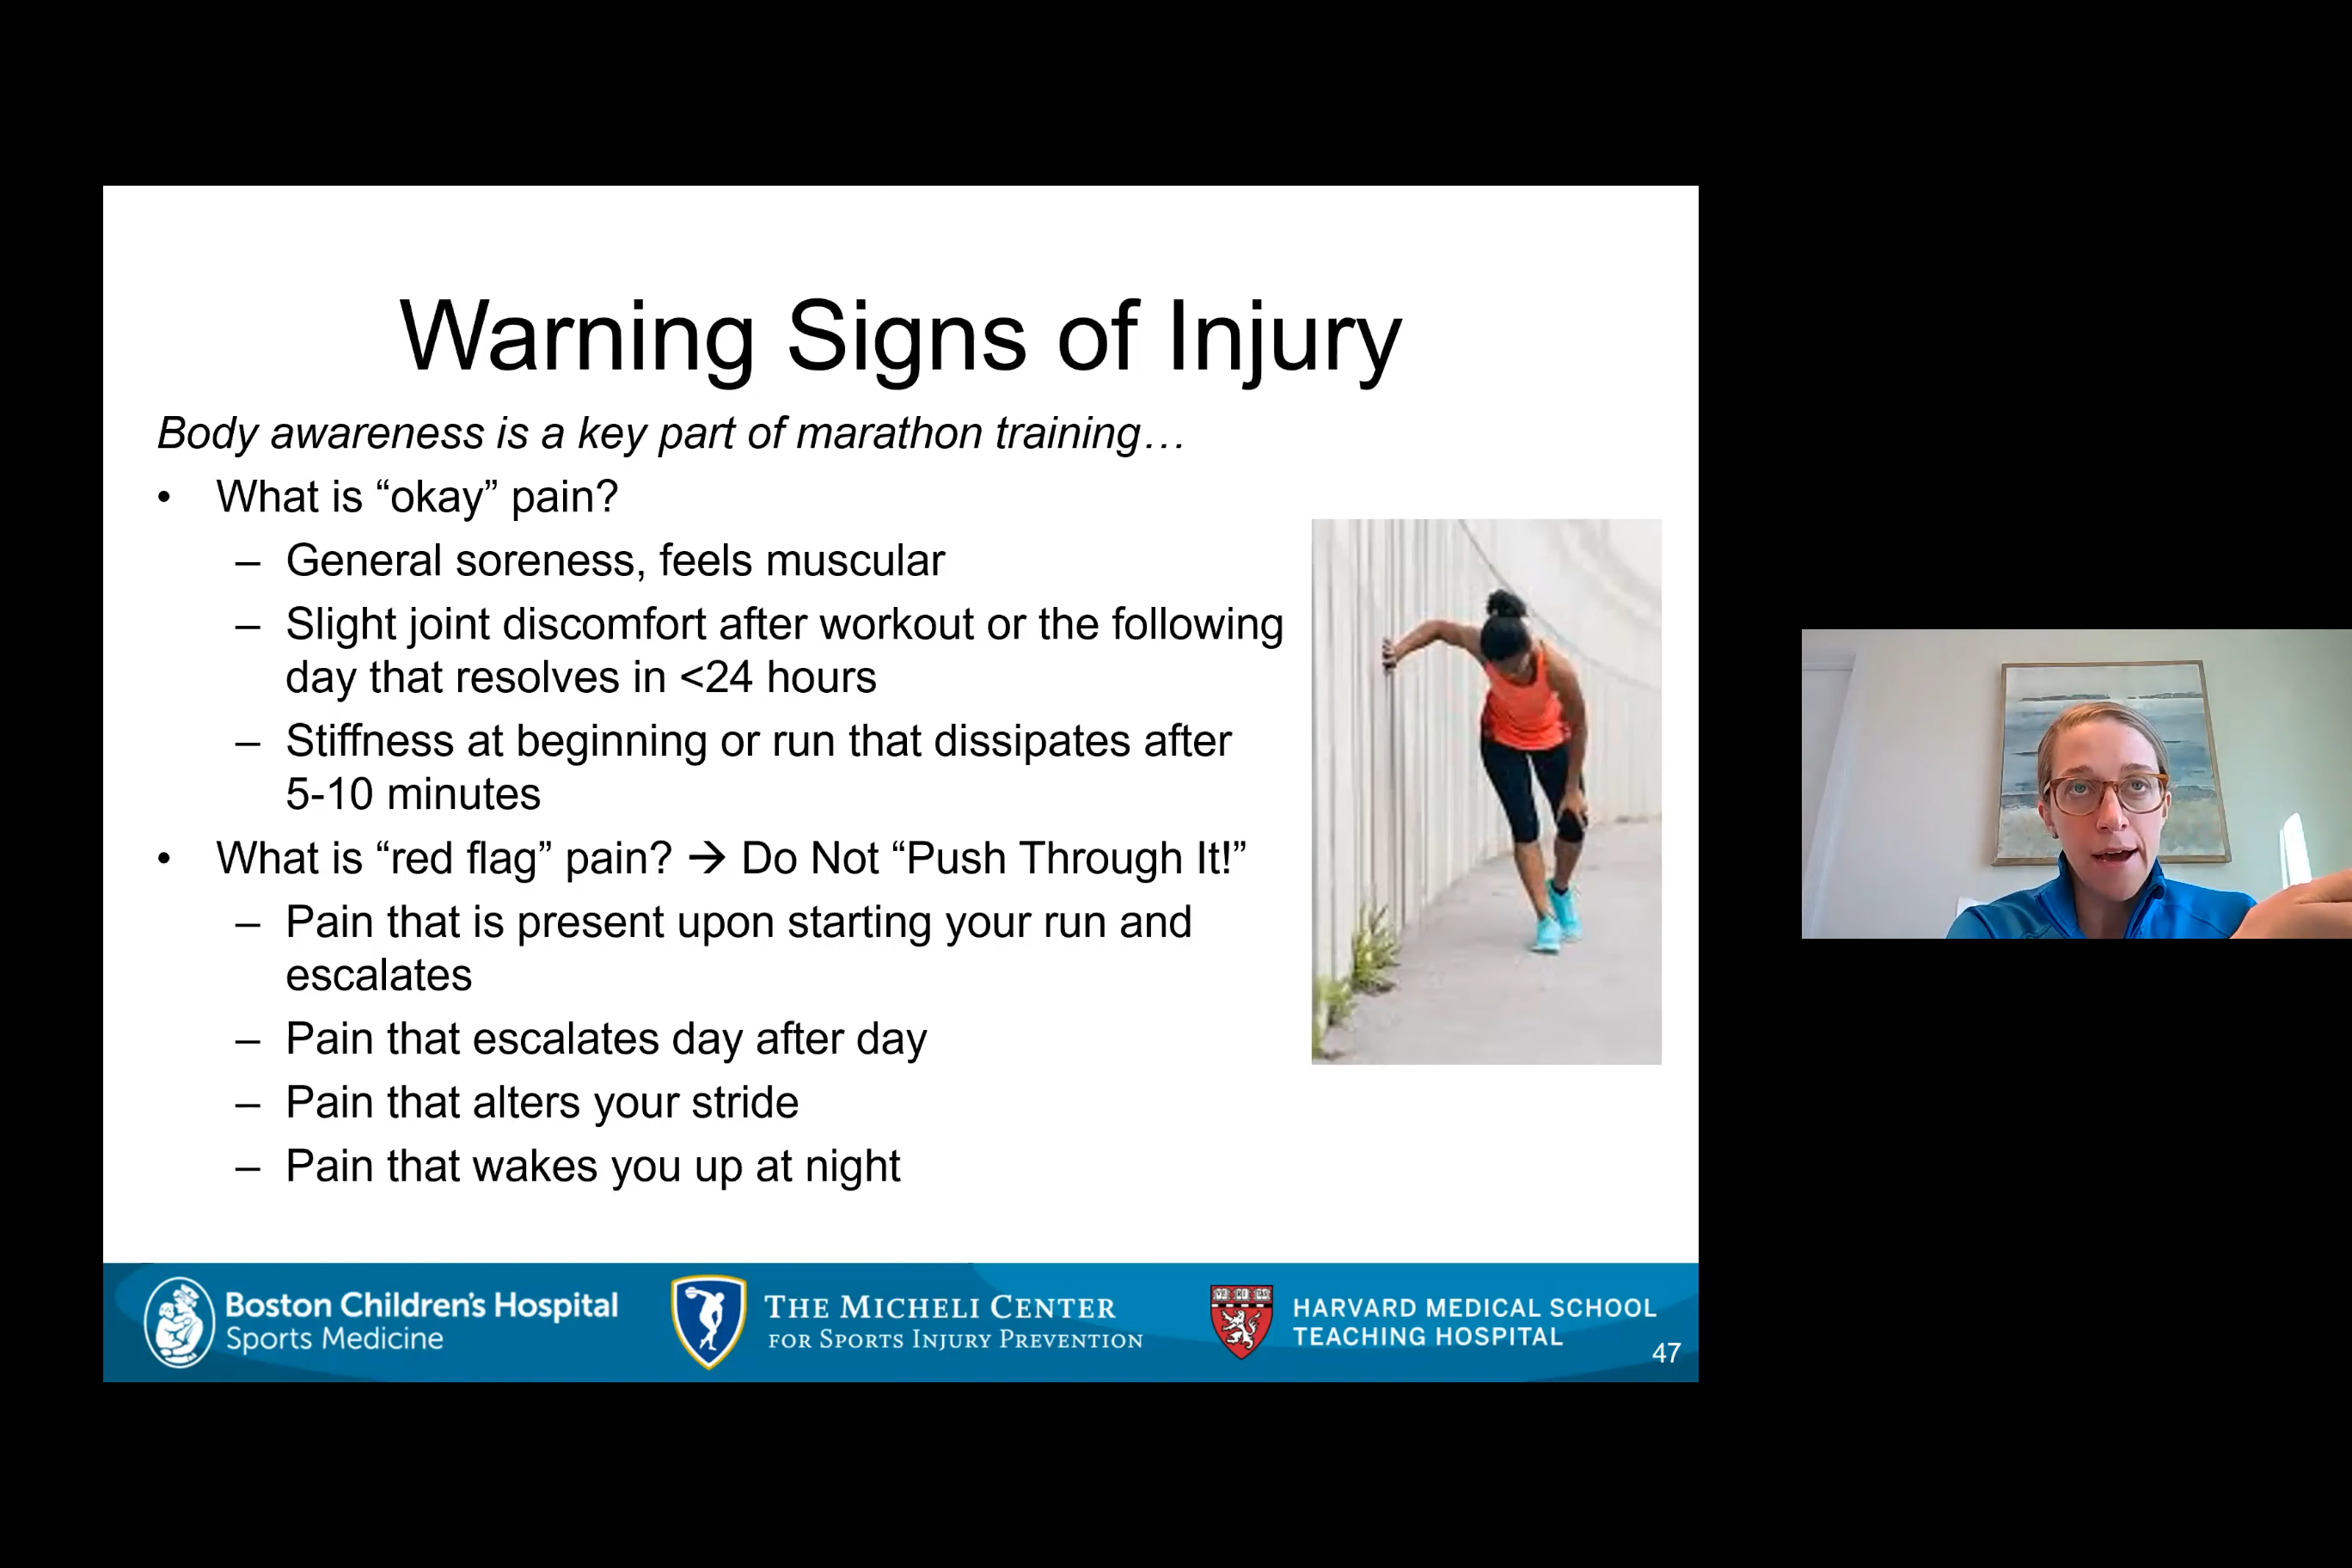 Warning Signs of Injury
Body awareness is a key part of marathon training…
• What is “okay” pain?
– General soreness, feels muscular
– Slight joint discomfort after workout or the following
day that resolves in <24 hours
– Stiffness at beginning or run that dissipates after
5-10 minutes
• What is “red flag” pain? → Do Not “Push Through It!”
– Pain that is present upon starting your run and
escalates
– Pain that escalates day after day
– Pain that alters your stride
– Pain that wakes you up at night
Boston Children's Hospital
Sports Medicine
THE MICHELI CENTER
FOR SPORTS INJURY PREVENTION
HARVARD MEDICAL SCHOOL
TEACHING HOSPITAL
47